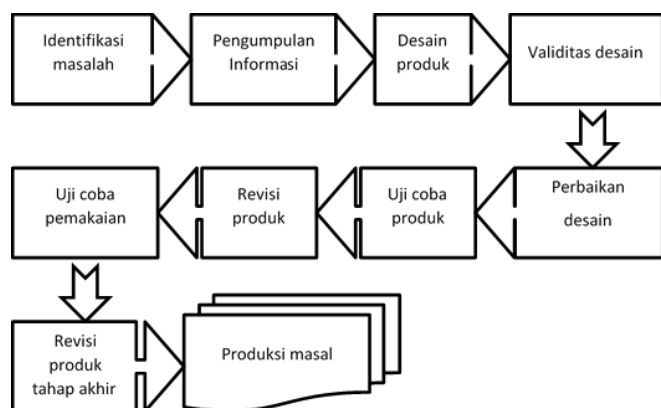 Identifikasi
masalah
Pengumpulan
Informasi
Desain
produk
Validitas desain
Perbaikan
desain
Uji coba
produk
Revisi
produk
Uji coba
pemakaian
Revisi
produk
tahap akhir
Produksi masal